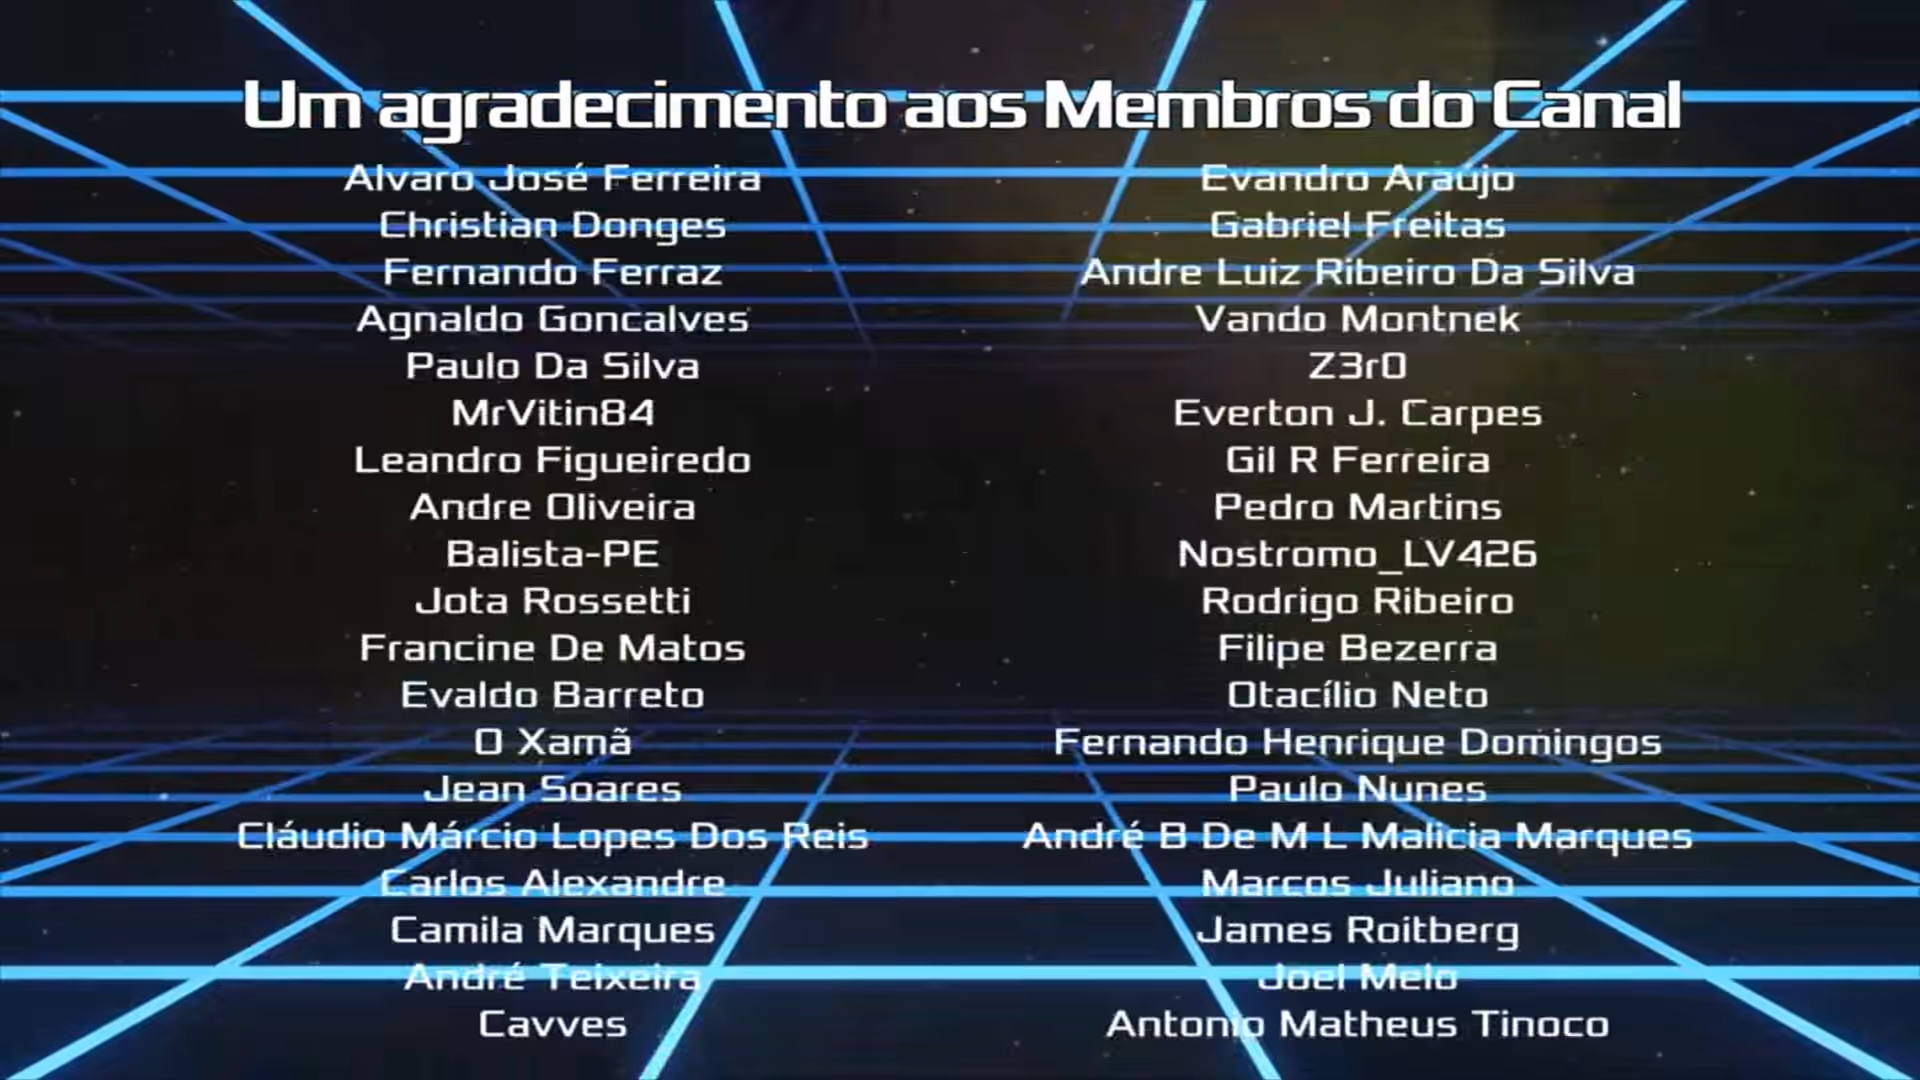 Um agradecimento aos Membros do Canal
Alvaro José Ferreira
Christian Donges
Fernando Ferraz
Agnaldo Goncalves
Paulo Da Silva
MrVitin84
Leandro Figueiredo
Andre Oliveira
Balista-PE
Jota Rossetti
Francine De Matos
Evaldo Barreto
O Xamã
Jean Soares
Cláudio Márcio Lopes Dos Reis
Carlos Alexandre
Camila Marques
André Teixeira
Cavves
Evandro Araújo
Gabriel Freitas
Andre Luiz Ribeiro Da Silva
Vando Montnek
Z3r0
Everton J. Carpes
Gil R Ferreira
Pedro Martins
Nostromo_LV426
Rodrigo Ribeiro
Filipe Bezerra
Otacílio Neto
Fernando Henrique Domingos
Paulo Nunes
André B De M L Malicia Marques
Marcos Juliano
James Roitberg
Joel Melo
Antonio Matheus Tinoco